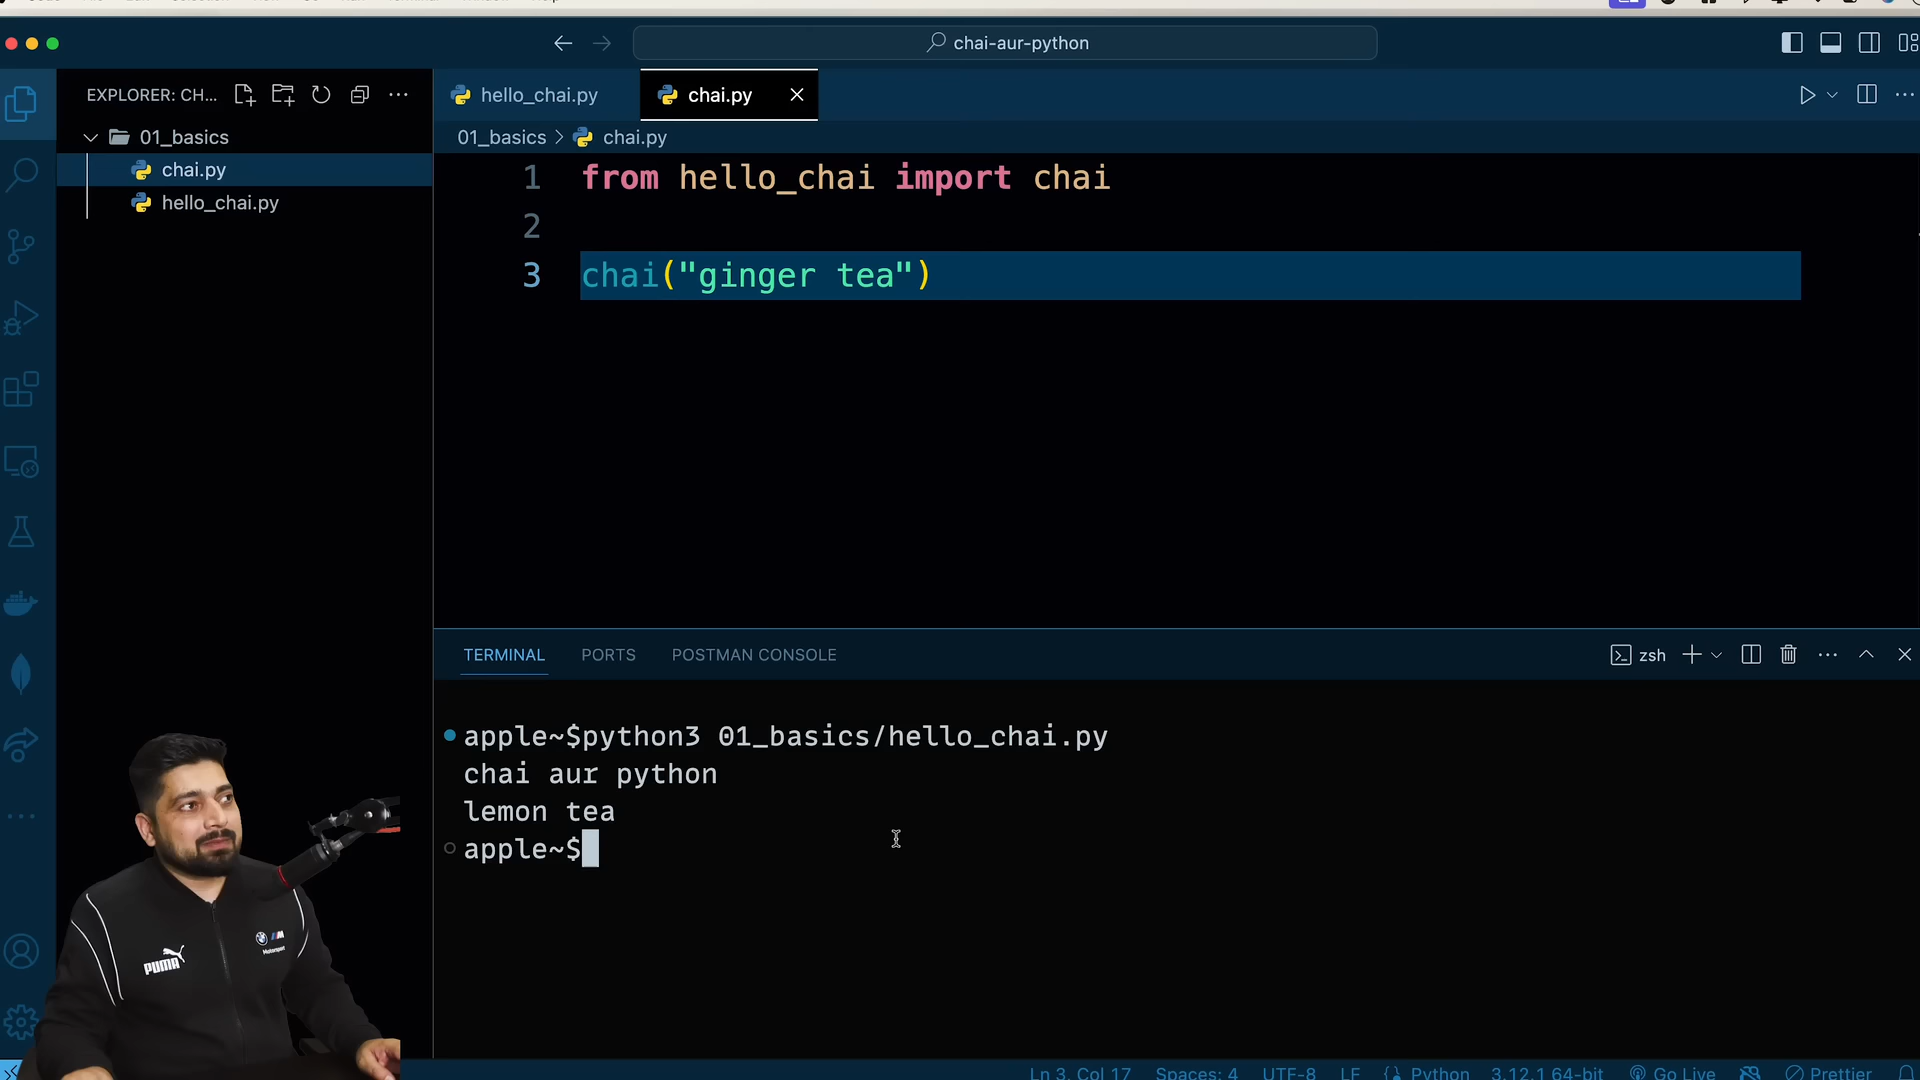 chai-aur-python
EXPLORER: CH...
01_basics
chai.py
hello_chai.py
hello_chai.py
chai.py
01_basics > chai.py
1 from hello_chai import chai
2
3 chai("ginger tea")
TERMINAL PORTS POSTMAN CONSOLE
zsh
apple~$python3 01_basics/hello_chai.py
chai aur python
lemon tea
apple~$
PUMA
Motorsport
Ln 3, Col 17 Spaces: 4 UTF-8 LF Python 3.12.1 64-bit Go Live Prettier